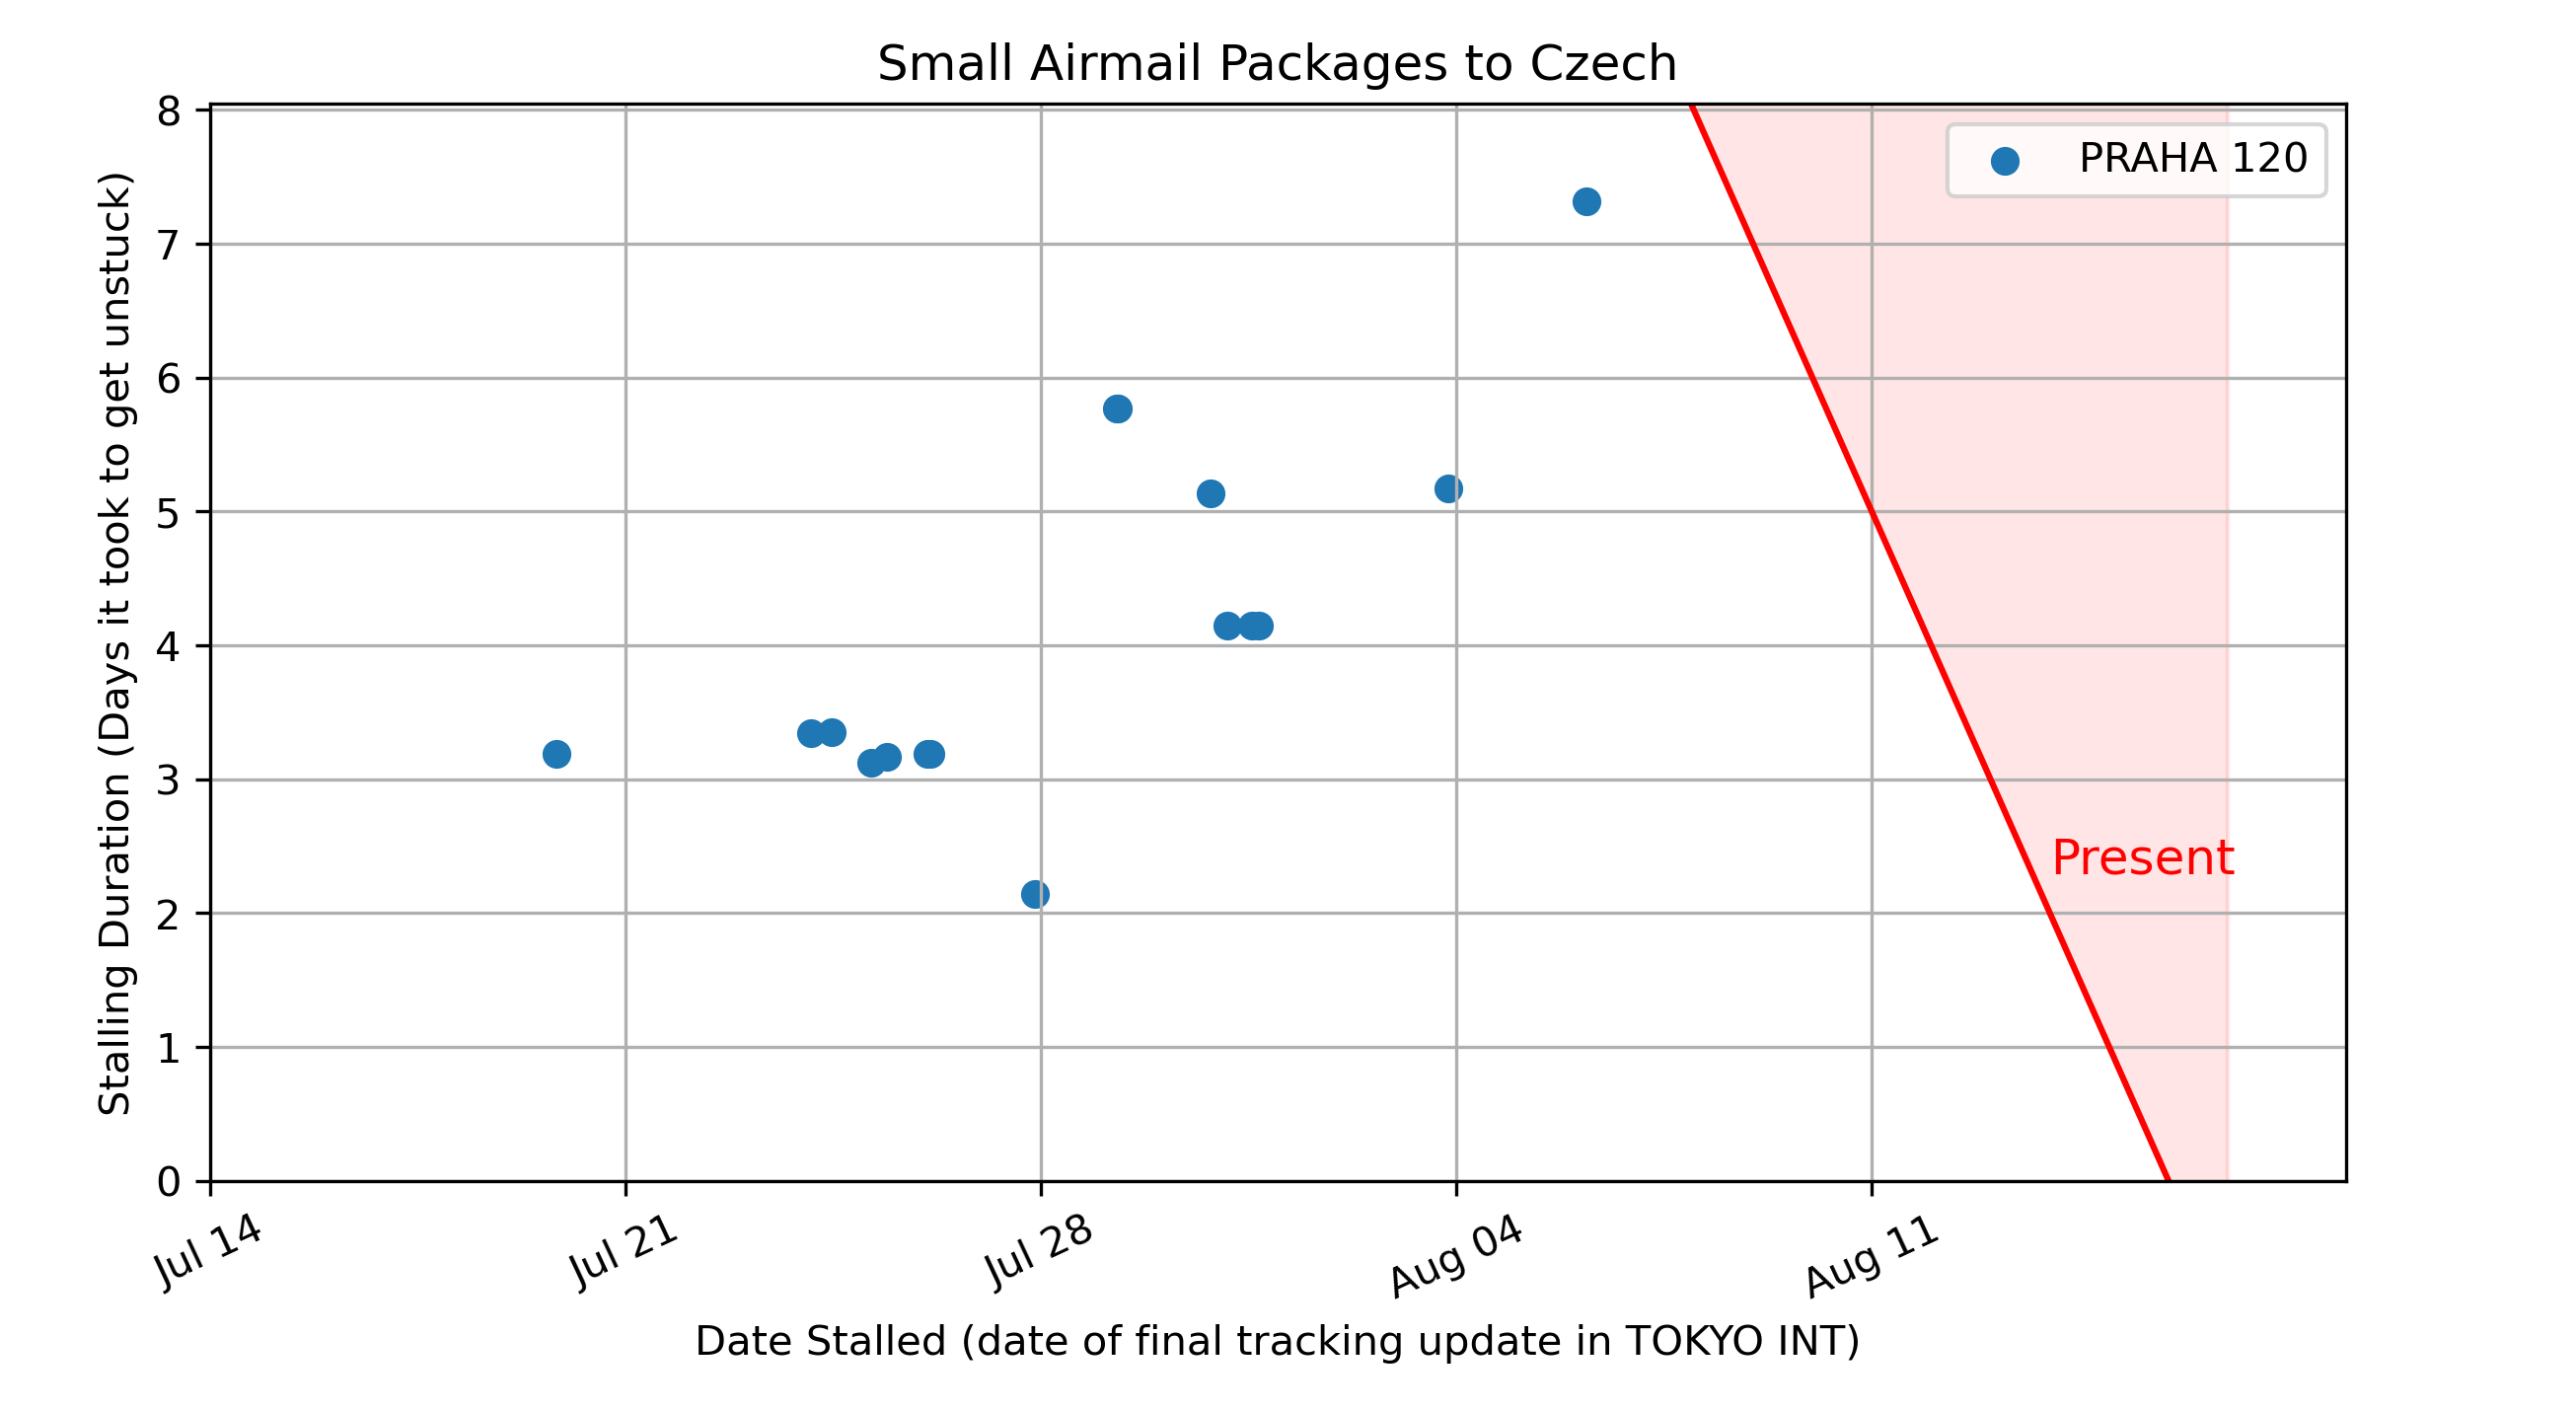 Small Airmail Packages to Czech
Stalling Duration (Days it took to get unstuck)
8
7
6
5
4
3
2
1
0
PRAHA 120
Present
Jul 14
Jul 21
Jul 28
Aug 04
Aug 11
Date Stalled (date of final tracking update in TOKYO INT)